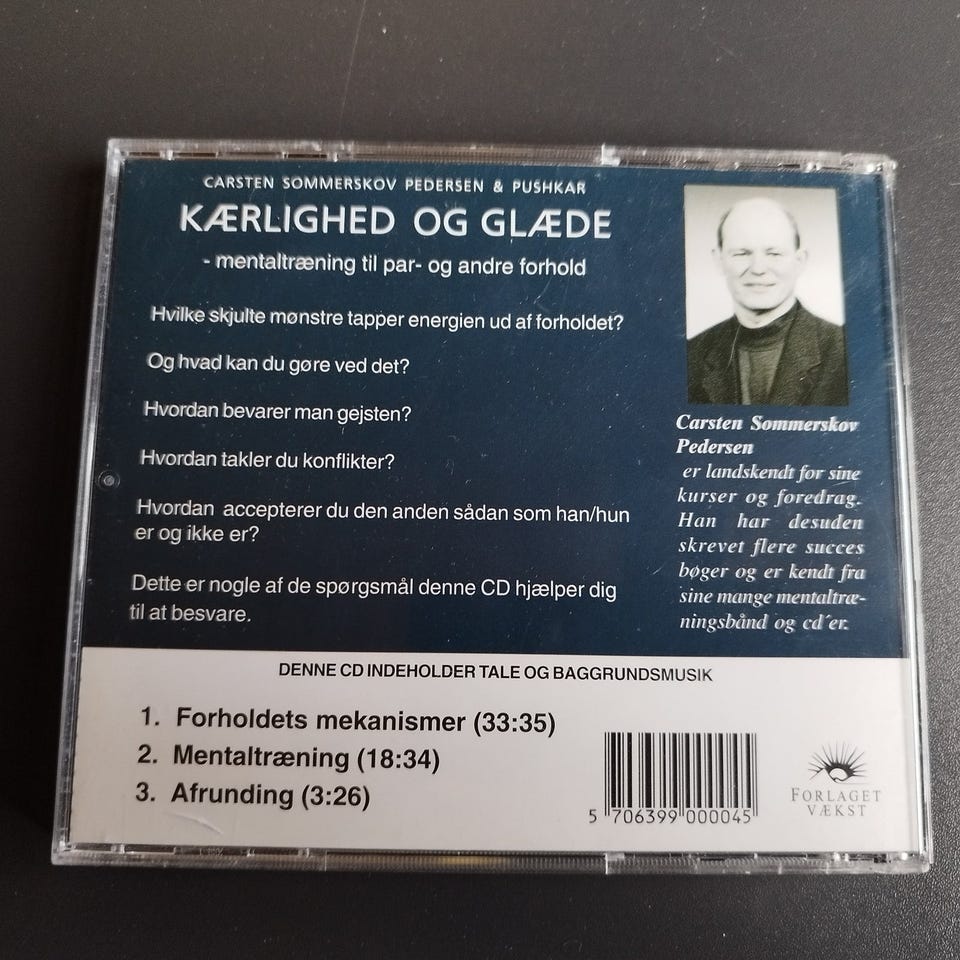 CARSTEN SOMMERSKOV PEDERSEN & PUSHKAR
KÆRLIGHED OG GLÆDE
- mentaltræning til par- og andre forhold
Hvilke skjulte mønstre tapper energien ud af forholdet?
Og hvad kan du gøre ved det?
Hvordan bevarer man gejsten?
Hvordan takler du konflikter?
Hvordan accepterer du den anden sådan som han/hun
er og ikke er?
Dette er nogle af de spørgsmål denne CD hjælper dig
til at besvare.
Carsten Sommerskov
Pedersen
er landskendt for sine
kurser og foredrag.
Han har desuden
skrevet flere succes
bøger og er kendt fra
sine mange mentaltræ-
ningsbånd og cd´er.
DENNE CD INDEHOLDER TALE OG BAGGRUNDSMUSIK
1. Forholdets mekanismer (33:35)
2. Mentaltræning (18:34)
3. Afrunding (3:26)
5 706399 000045
FORLAGET
VÆKST